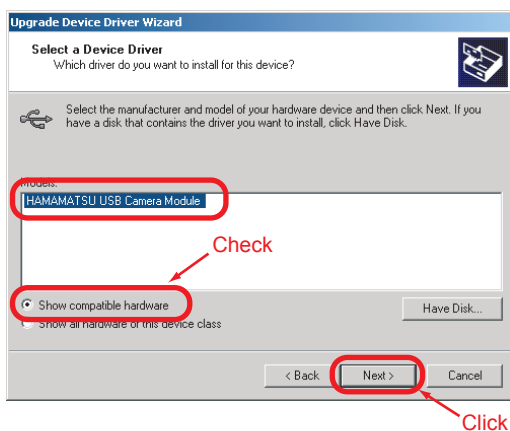 Upgrade Device Driver Wizard
Select a Device Driver
Which driver do you want to install for this device?
Select the manufacturer and model of your hardware device and then click Next. If you
have a disk that contains the driver you want to install, click Have Disk.
Models:
HAMAMATSU USB Camera Module
Check
Show compatible hardware
Show all hardware of this device class
Have Disk...
< Back
Next >
Cancel
Click